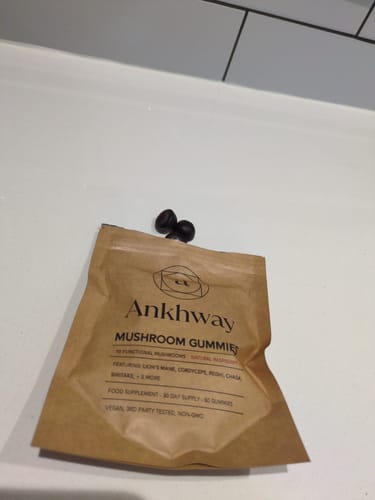 a
Ankhway
MUSHROOM GUMMIES
10 FUNCTIONAL MUSHROOMS NATURAL RASPBERRY
FEATURING: LION'S MANE, CORDYCEPS, REISHI, CHAGA,
SHIITAKE, + 5 MORE
FOOD SUPPLEMENT - 30 DAY SUPPLY - 60 GUMMIES
VEGAN, 3RD PARTY TESTED, NON-GMO